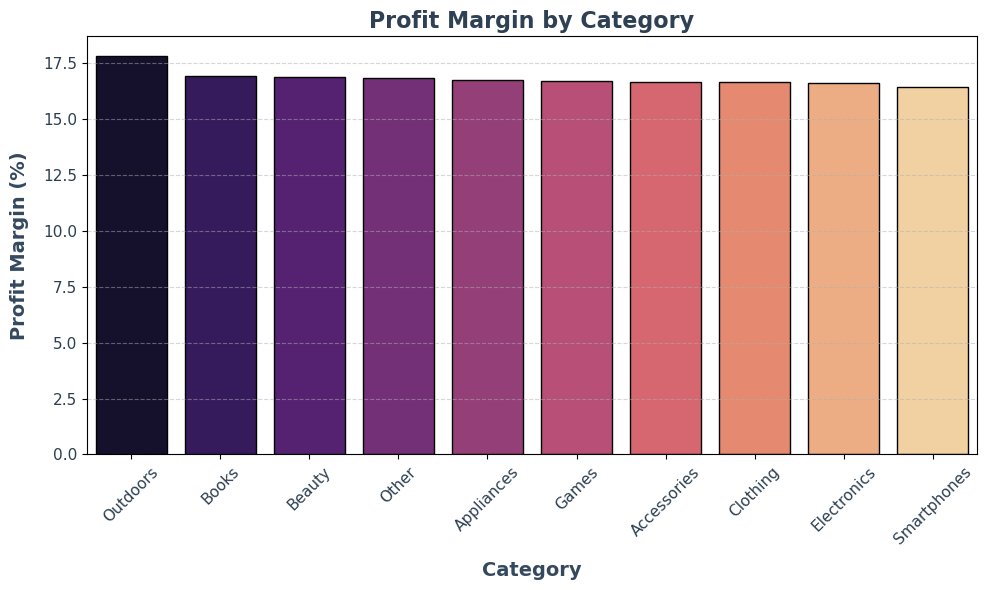 Profit Margin by Category
Profit Margin (%)
17.5
15.0
12.5
10.0
7.5
5.0
2.5
0.0
Outdoors
Books
Beauty
Other
Appliances
Games
Accessories
Clothing
Electronics
Smartphones
Category